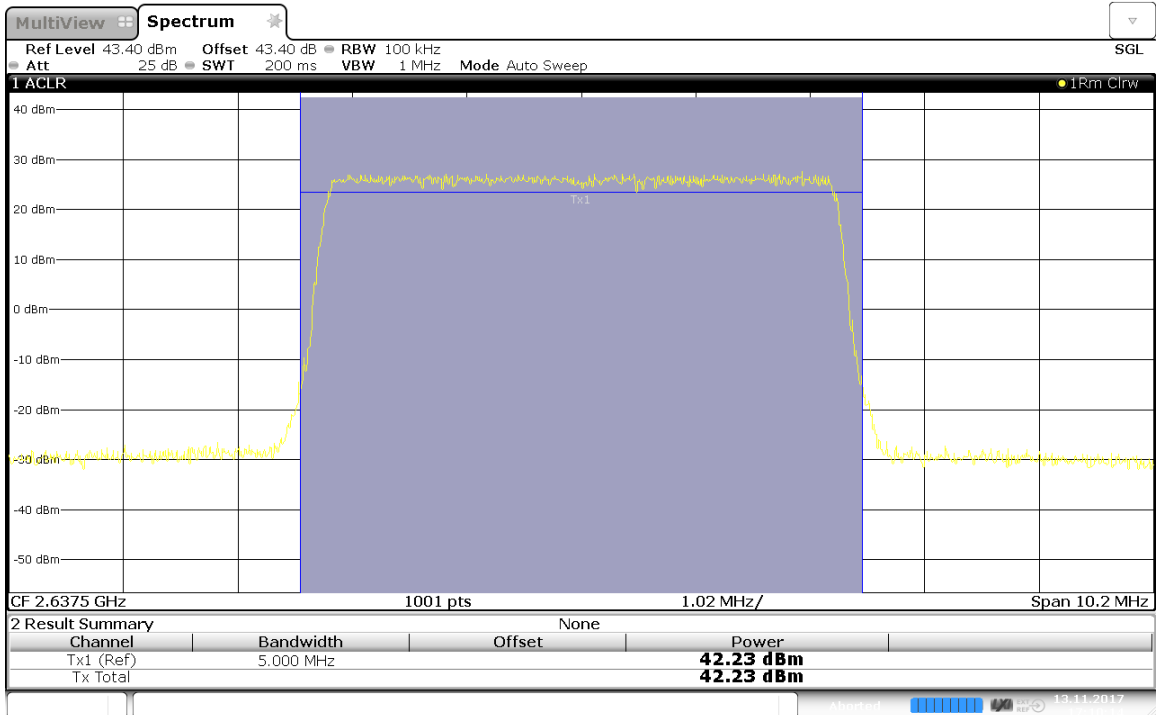 MultiView Spectrum
Ref Level 43.40 dBm Offset 43.40 dB RBW 100 kHz SGL
Att 25 dB SWT 200 ms VBW 1 MHz Mode Auto Sweep
1 ACLR 1Rm Clrw
40 dBm
30 dBm
20 dBm
Tx1
10 dBm
0 dBm
-10 dBm
-20 dBm
-30 dBm
-40 dBm
-50 dBm
CF 2.6375 GHz 1001 pts 1.02 MHz/ Span 10.2 MHz
2 Result Summary None
Channel Bandwidth Offset Power
Tx1 (Ref) 5.000 MHz 42.23 dBm
Tx Total 42.23 dBm
Aborted 13.11.2017